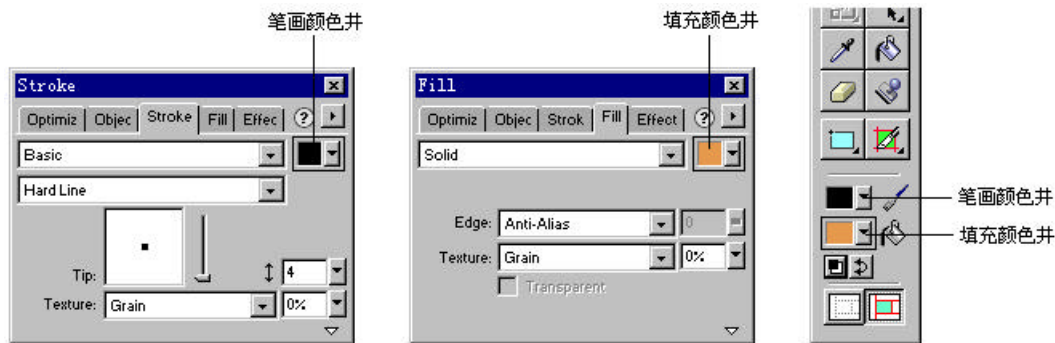 笔画颜色井
Stroke
Optimiz Objec Stroke Fill Effec ?
Basic
Hard Line
Tip:
4
Texture: Grain 0%
填充颜色井
Fill
Optimiz Objec Strok Fill Effect ?
Solid
Edge: Anti-Alias 0
Texture: Grain 0%
Transparent
笔画颜色井
填充颜色井